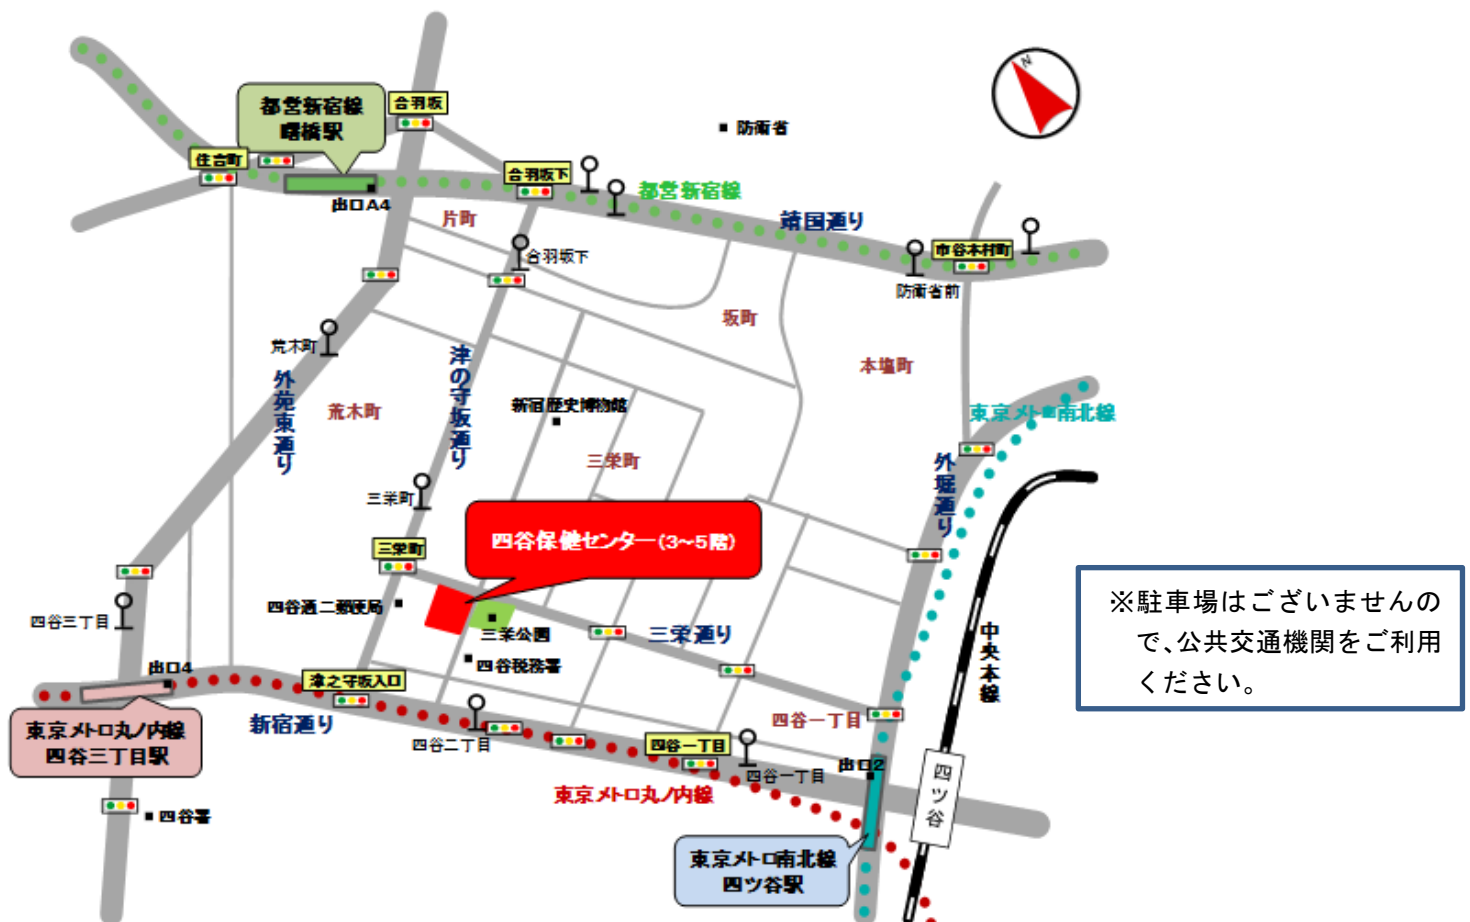 N
都営新宿線
曙橋駅
合羽坂
防衛省
住吉町
合羽坂下
都営新宿線
出口A4
片町
靖国通り
市谷本村町
合羽坂下
防衛省前
坂町
荒木町
津の守坂通り
本塩町
外苑東通り
荒木町
新宿歴史博物館
東京メトロ南北線
三栄町
外堀通り
三栄町
四谷保健センター(3~5階)
三栄町
四谷通二郵便局
四谷三丁目
三栄公園
三栄通り
中央本線
※駐車場はございませんの
で、公共交通機関をご利用
ください。
四谷税務署
出口4
津之守坂入口
新宿通り
四谷一丁目
東京メトロ丸ノ内線
四谷三丁目駅
四谷二丁目
四谷一丁目
四谷一丁目
出口2
四ツ谷
東京メトロ丸ノ内線
四谷署
東京メトロ南北線
四ツ谷駅